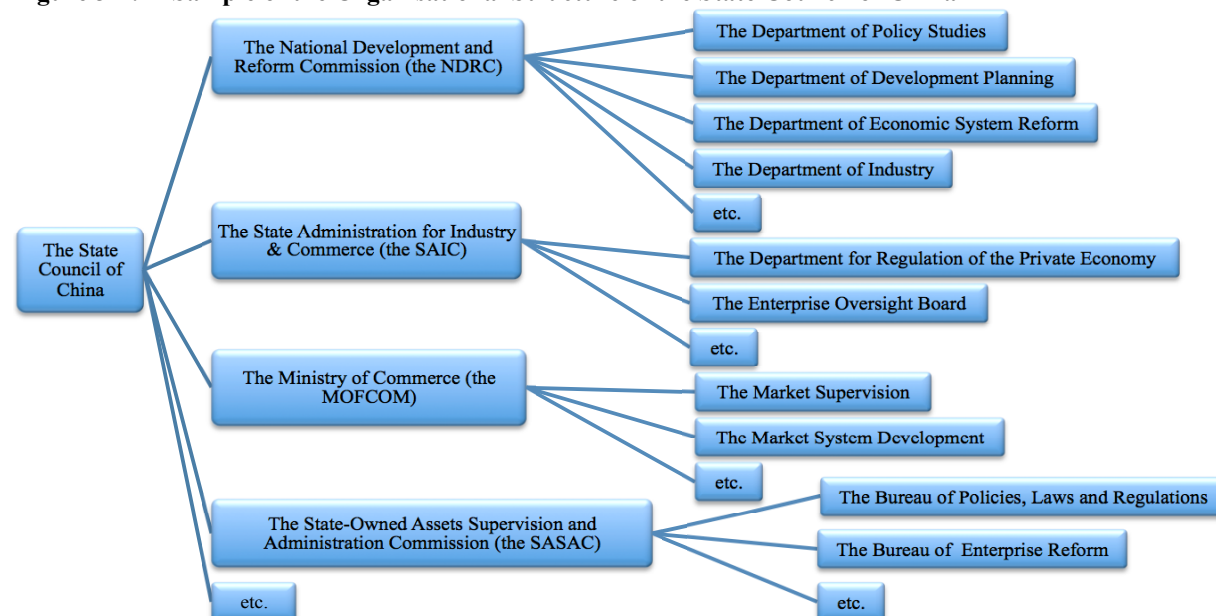 The National Development and
Reform Commission (the NDRC)
The Department of Policy Studies
The Department of Development Planning
The Department of Economic System Reform
The Department of Industry
etc.
The State
Council of
China
The State Administration for Industry
& Commerce (the SAIC)
The Department for Regulation of the Private Economy
The Enterprise Oversight Board
etc.
The Ministry of Commerce (the
MOFCOM)
The Market Supervision
The Market System Development
etc.
The State-Owned Assets Supervision and
Administration Commission (the SASAC)
The Bureau of Policies, Laws and Regulations
The Bureau of Enterprise Reform
etc.
etc.